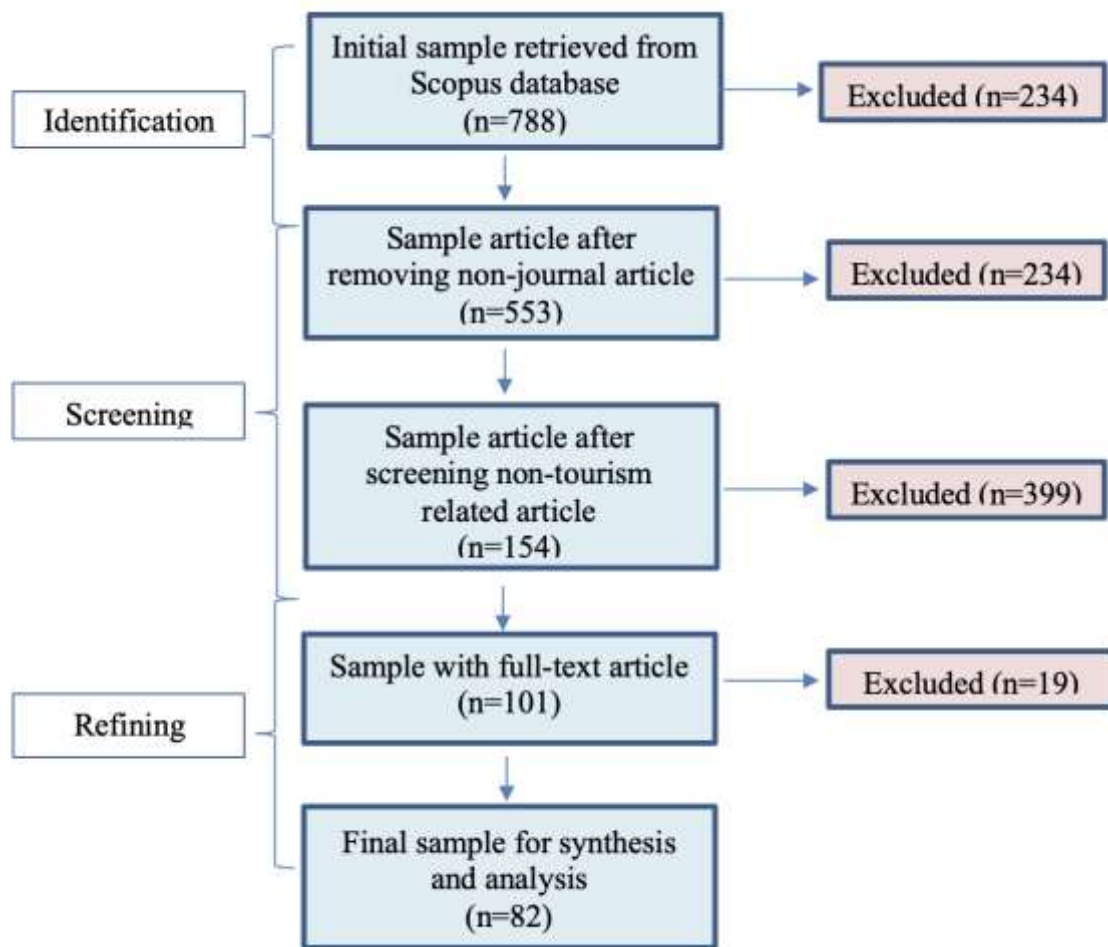 Identification
Initial sample retrieved from
Scopus database
(n=788)
Excluded (n=234)
Sample article after
removing non-journal article
(n=553)
Excluded (n=234)
Screening
Sample article after
screening non-tourism
related article
(n=154)
Excluded (n=399)
Refining
Sample with full-text article
(n=101)
Excluded (n=19)
Final sample for synthesis
and analysis
(n=82)